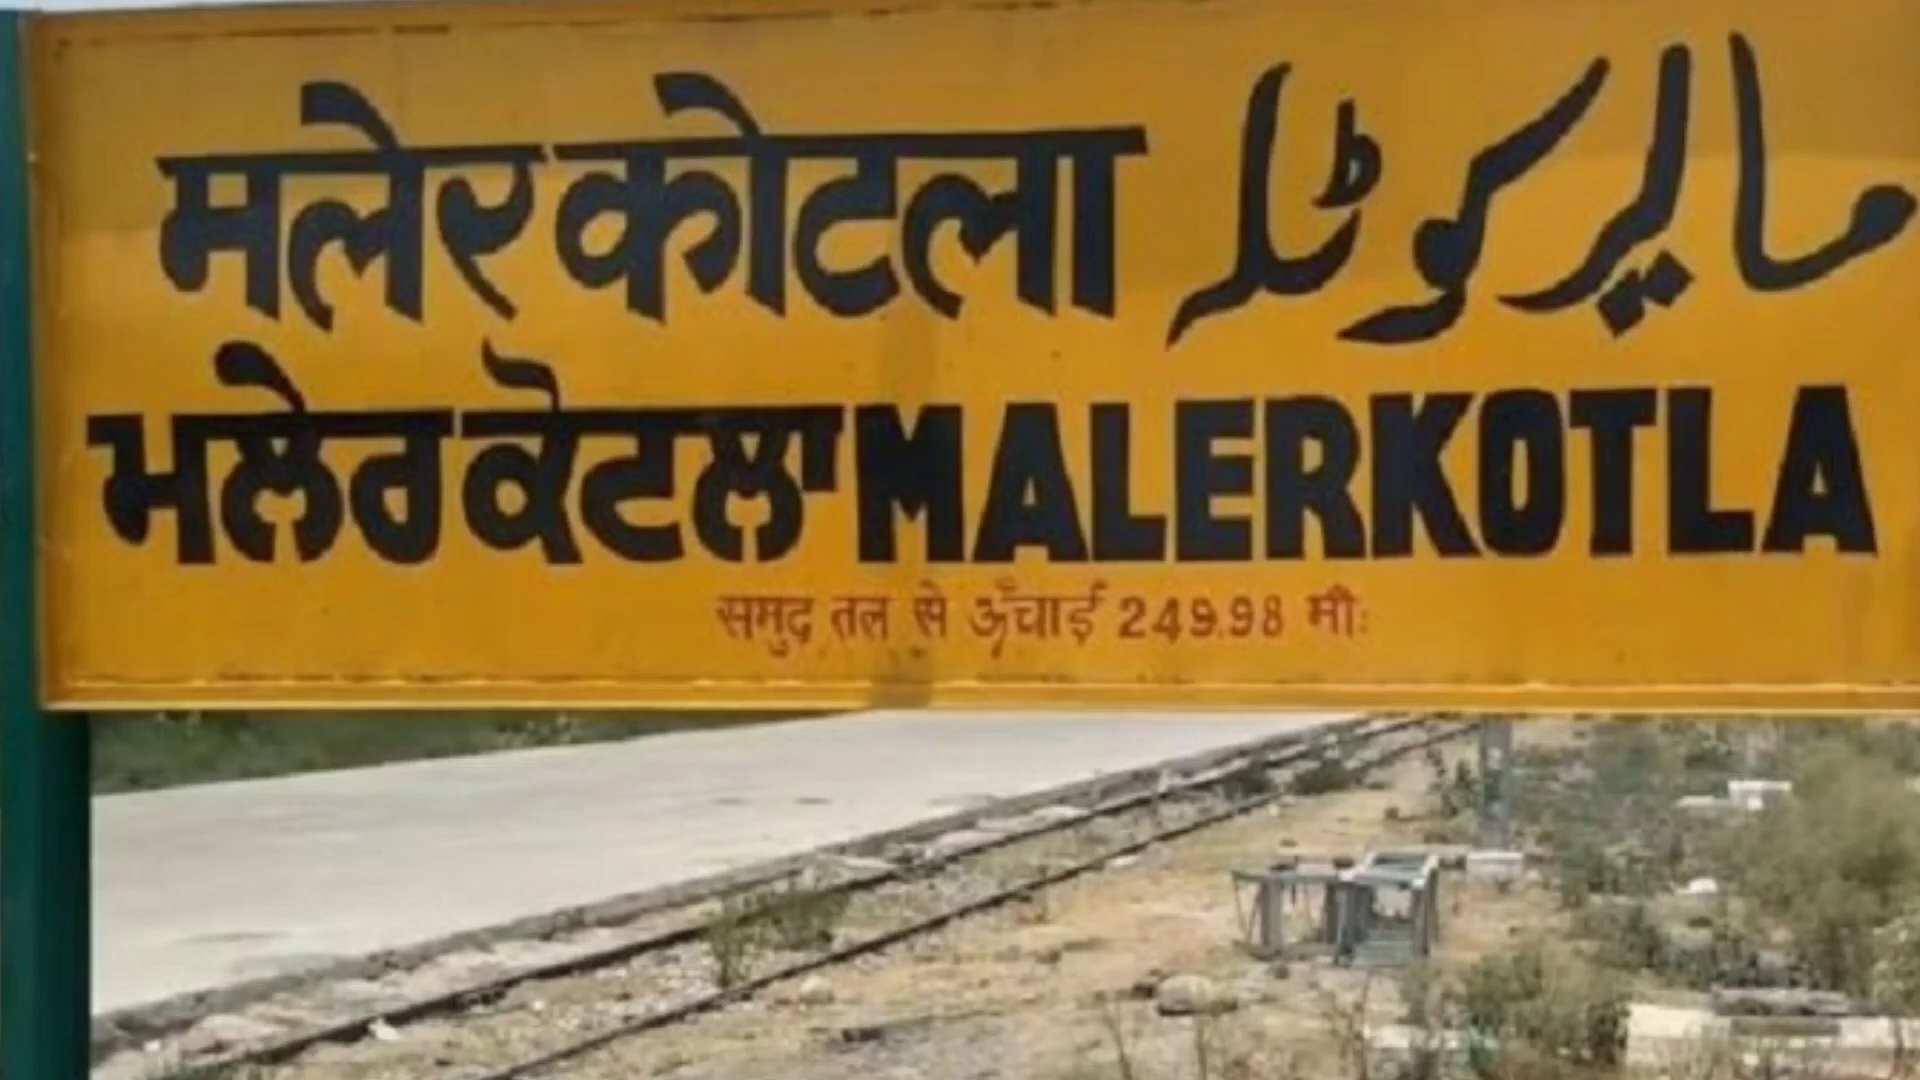 मलेरकोटला مالیرکوٹلہ
ਮਲੇਰਕੋਟਲਾ MALERKOTLA
समुद्र तल से ऊँचाई 249.98 मीः